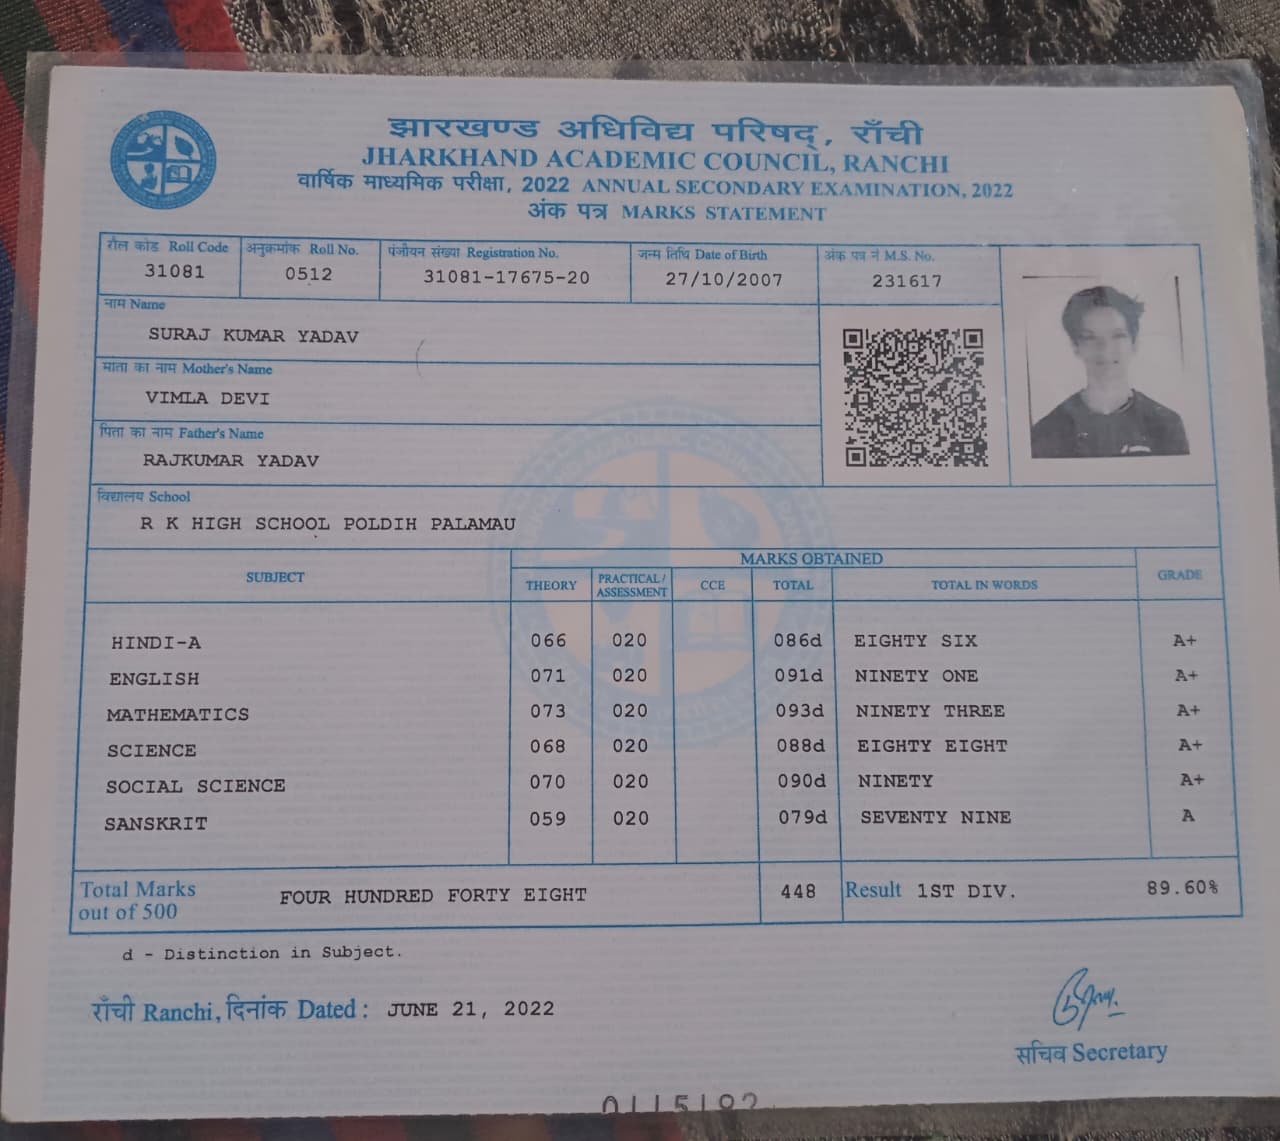 झारखण्ड अधिविद्य परिषद्, राँची
JHARKHAND ACADEMIC COUNCIL, RANCHI
वार्षिक माध्यमिक परीक्षा, 2022 ANNUAL SECONDARY EXAMINATION, 2022
अंक पत्र MARKS STATEMENT
रौल कोड Roll Code अनुक्रमांक Roll No. पंजीयन संख्या Registration No. जन्म तिथि Date of Birth अंक पत्र नं M.S. No.
31081 0512 31081-17675-20 27/10/2007 231617
नाम Name
SURAJ KUMAR YADAV
माता का नाम Mother's Name
VIMLA DEVI
पिता का नाम Father's Name
RAJKUMAR YADAV
विद्यालय School
R K HIGH SCHOOL POLDIH PALAMAU
SUBJECT MARKS OBTAINED GRADE
THEORY PRACTICAL/ ASSESSMENT CCE TOTAL TOTAL IN WORDS
HINDI-A 066 020 086d EIGHTY SIX A+
ENGLISH 071 020 091d NINETY ONE A+
MATHEMATICS 073 020 093d NINETY THREE A+
SCIENCE 068 020 088d EIGHTY EIGHT A+
SOCIAL SCIENCE 070 020 090d NINETY A+
SANSKRIT 059 020 079d SEVENTY NINE A
Total Marks
out of 500 FOUR HUNDRED FORTY EIGHT 448 Result 1ST DIV. 89.60%
d - Distinction in Subject.
राँची Ranchi, दिनांक Dated : JUNE 21, 2022
सचिव Secretary